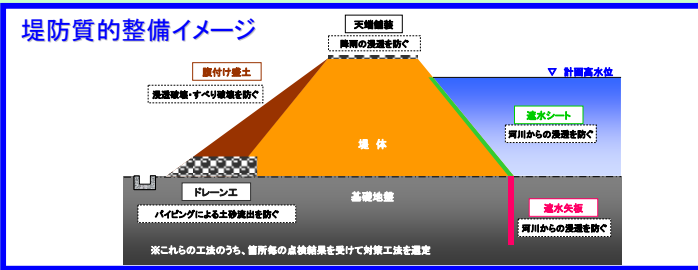 堤防質的整備イメージ
天端舗装
降雨の浸透を防ぐ
腹付け盛土
浸透破壊・すべり破壊を防ぐ
▽ 計画高水位
遮水シート
河川からの浸透を防ぐ
堤 体
ドレーン工
パイピングによる土砂流出を防ぐ
基礎地盤
遮水矢板
河川からの浸透を防ぐ
※これらの工法のうち、箇所毎の点検結果を受けて対策工法を選定